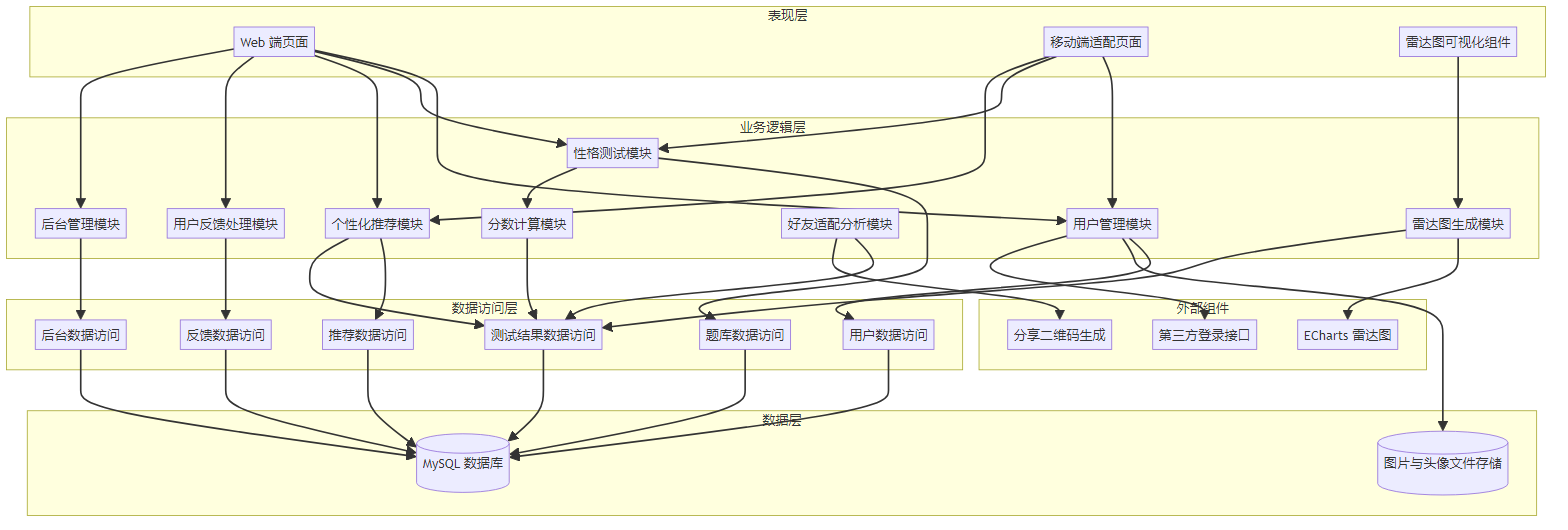 表现层
Web 端页面
移动端适配页面
雷达图可视化组件
业务逻辑层
性格测试模块
后台管理模块
用户反馈处理模块
个性化推荐模块
分数计算模块
好友适配分析模块
用户管理模块
雷达图生成模块
数据访问层
外部组件
后台数据访问
反馈数据访问
推荐数据访问
测试结果数据访问
题库数据访问
用户数据访问
分享二维码生成
第三方登录接口
ECharts 雷达图
数据层
MySQL 数据库
图片与头像文件存储